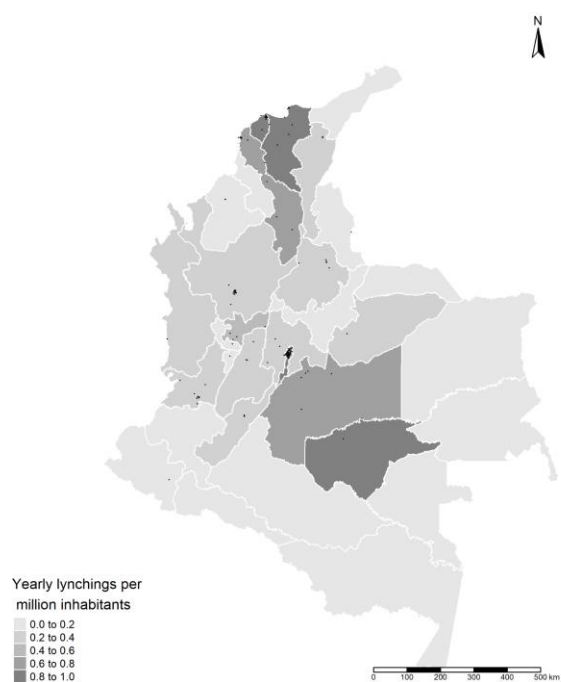 N
Yearly lynchings per
million inhabitants
0.0 to 0.2
0.2 to 0.4
0.4 to 0.6
0.6 to 0.8
0.8 to 1.0
0 100 200 300 400 500 km